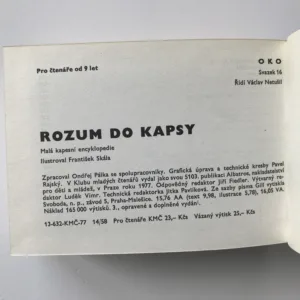 Pro čtenáře od 9 let
OKO
Svazek 16
Řídí Václav Netušil
ROZUM DO KAPSY
Malá kapesní encyklopedie
Ilustroval František Skála
Zpracoval Ondřej Pálka se spolupracovníky. Grafická úprava a technické kresby Pavel
Rajský. V Klubu mladých čtenářů vydal jako svou 5103. publikaci Albatros, nakladatelství
pro děti a mládež, v Praze roku 1977. Odpovědný redaktor Jiří Fiedler. Výtvarný re-
daktor Luděk Vimr. Technická redaktorka Jitka Pavlíková. Ze sazby písma Gill vytiskla
Svoboda, n. p., závod 5, Praha-Malešice. 15,76 AA (text 9,98, ilustrace 5,78), 16,65 VA.
Náklad 165 000 výtisků. 3., opravené a doplněné vydání.
13-632-KMČ-77 14/58 Pro čtenáře KMČ 23,– Kčs Vázaný výtisk 25,– Kčs